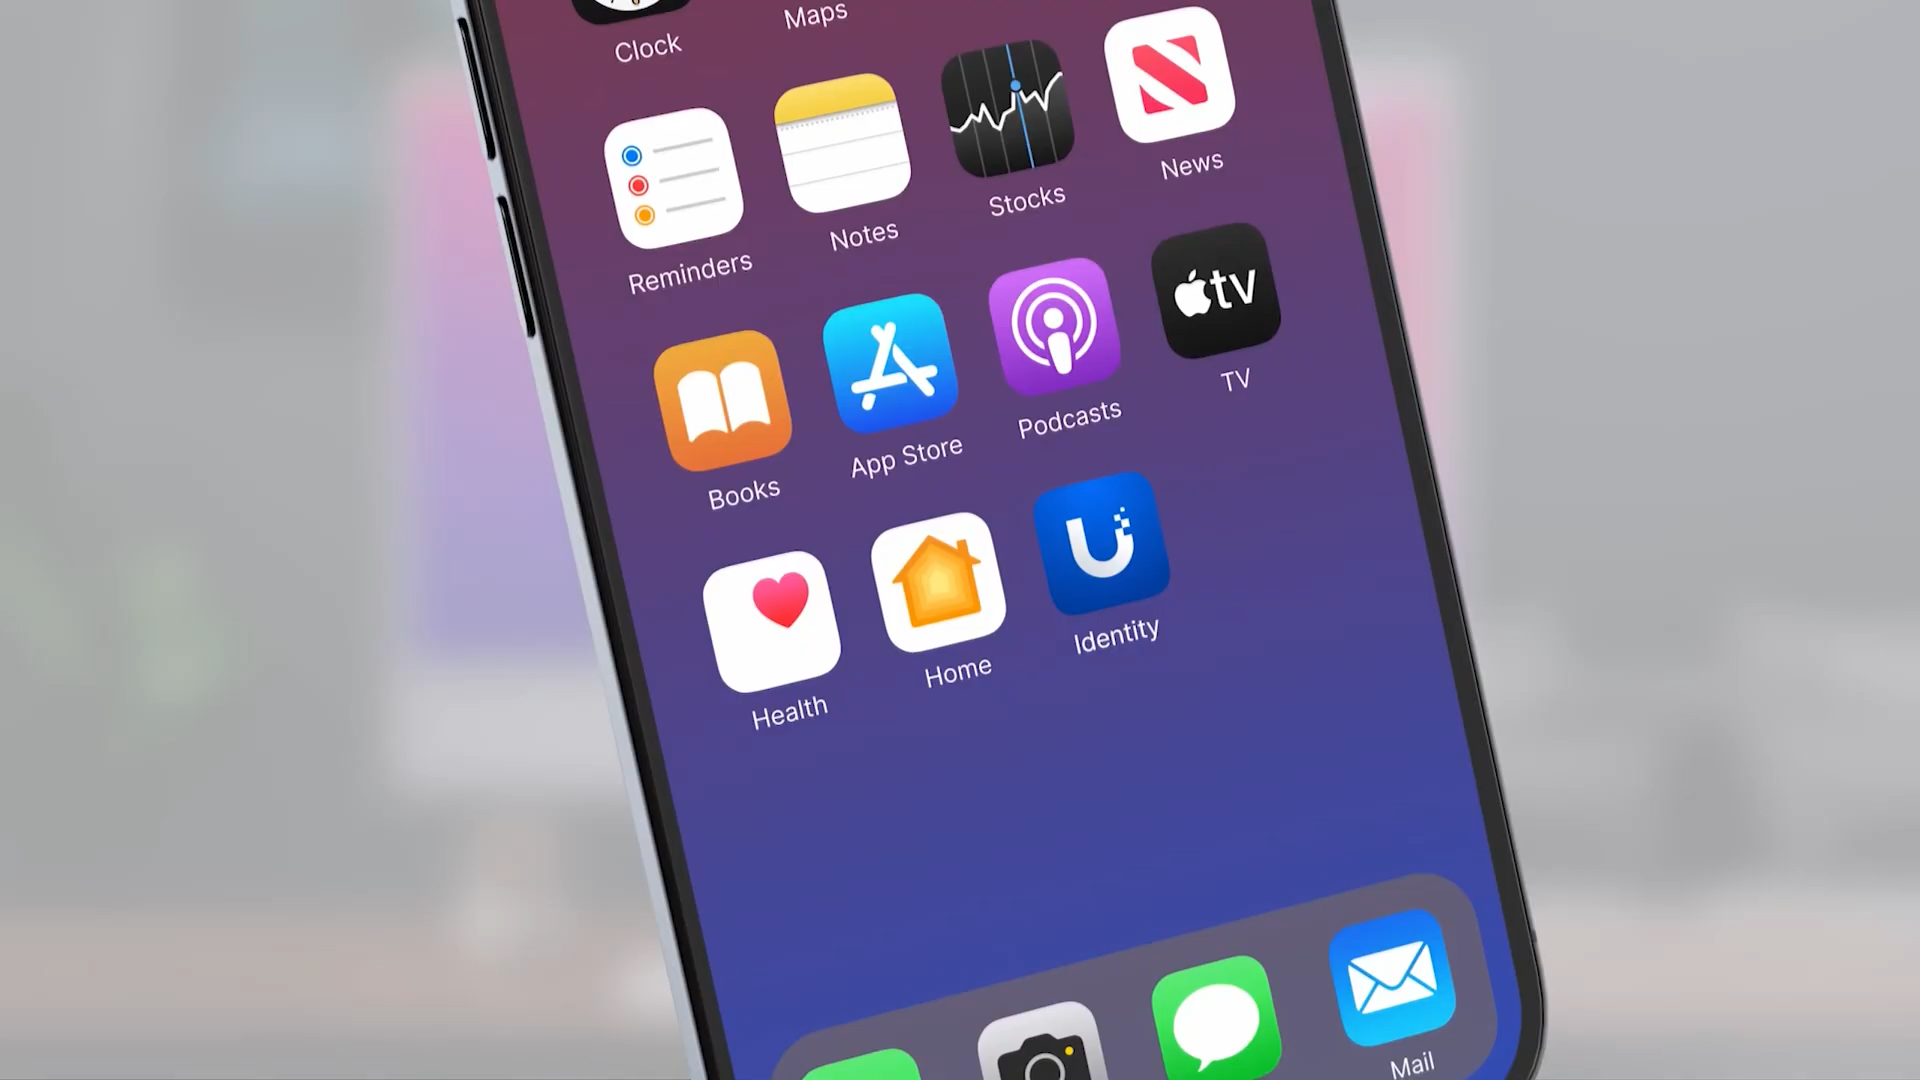 Clock
Maps
Reminders
Notes
Stocks
News
tv
Books
App Store
Podcasts
TV
Health
Home
Identity
Mail